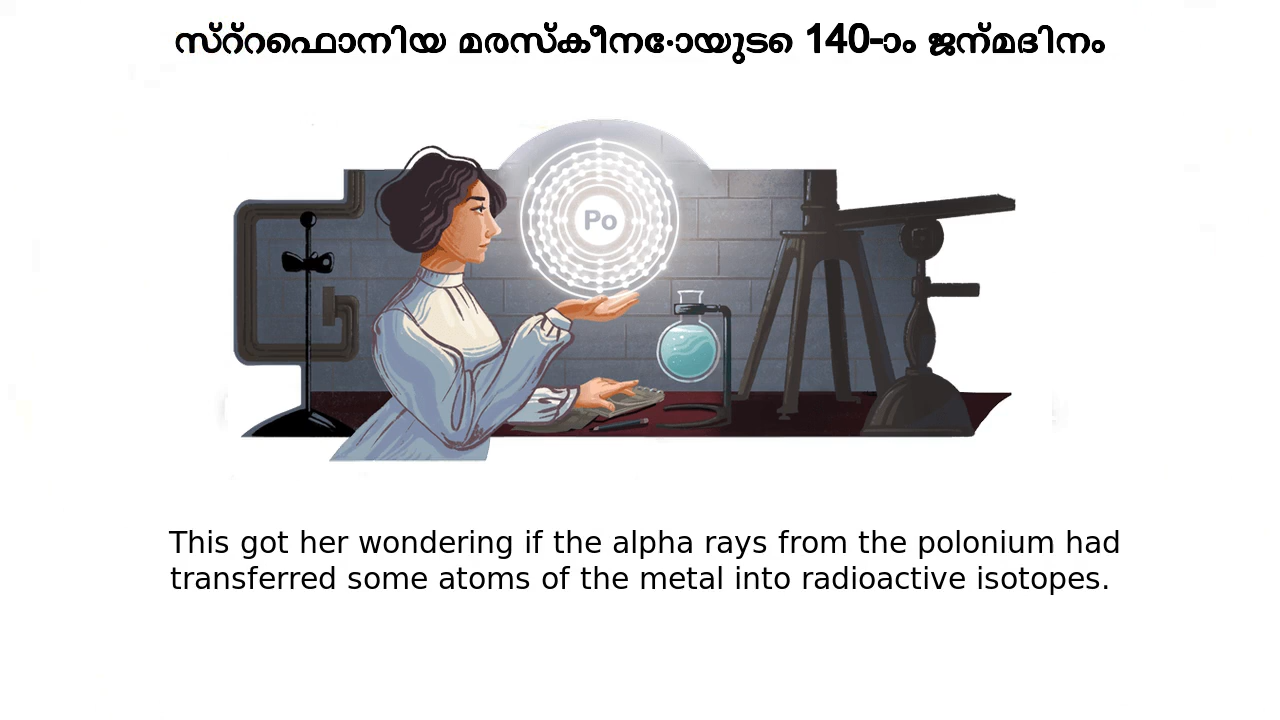 സ്റ്റെഫാനിയ മരസ്കീനോയുടെ 140-ാം ജന്മദിനം
Po
This got her wondering if the alpha rays from the polonium had
transferred some atoms of the metal into radioactive isotopes.